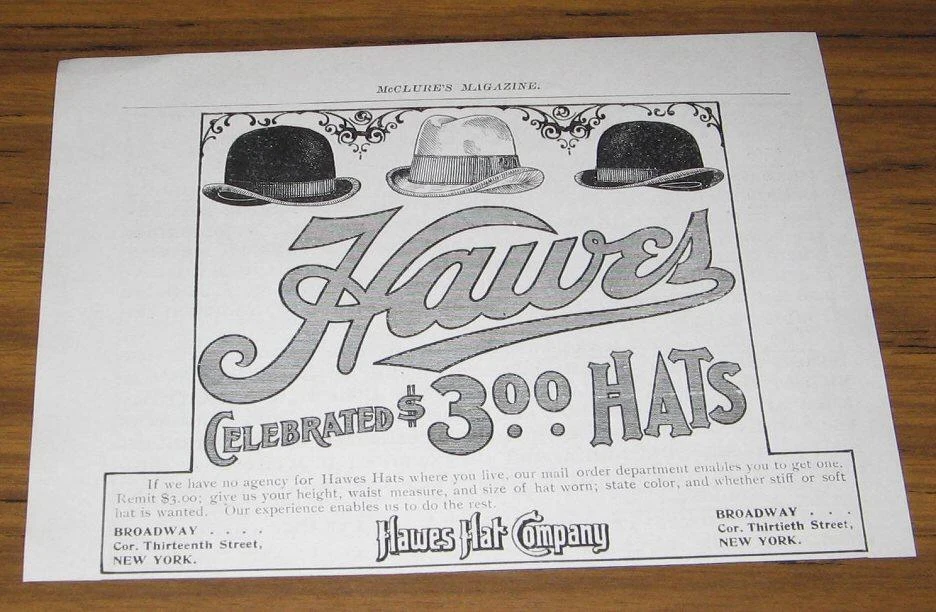 McCLURE'S MAGAZINE.
Hawes
CELEBRATED $3.00 HATS
If we have no agency for Hawes Hats where you live, our mail order department enables you to get one.
Remit $3.00; give us your height, waist measure, and size of hat worn; state color, and whether stiff or soft
hat is wanted. Our experience enables us to do the rest.
BROADWAY . . . .
Cor. Thirteenth Street,
NEW YORK.
Hawes Hat Company
BROADWAY . . .
Cor. Thirtieth Street,
NEW YORK.